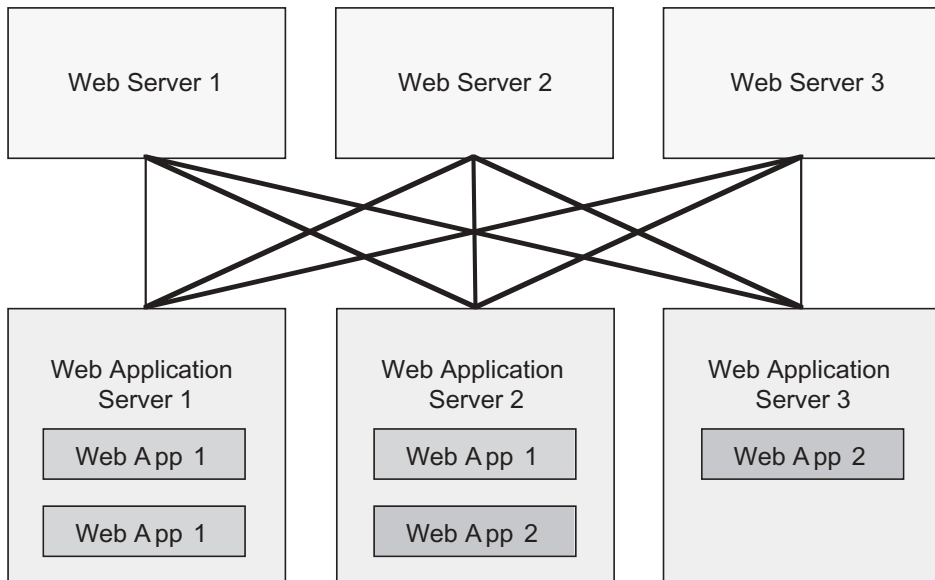 Web Server 1
Web Server 2
Web Server 3
Web Application
Server 1
Web App 1
Web App 1
Web Application
Server 2
Web App 1
Web App 2
Web Application
Server 3
Web App 2